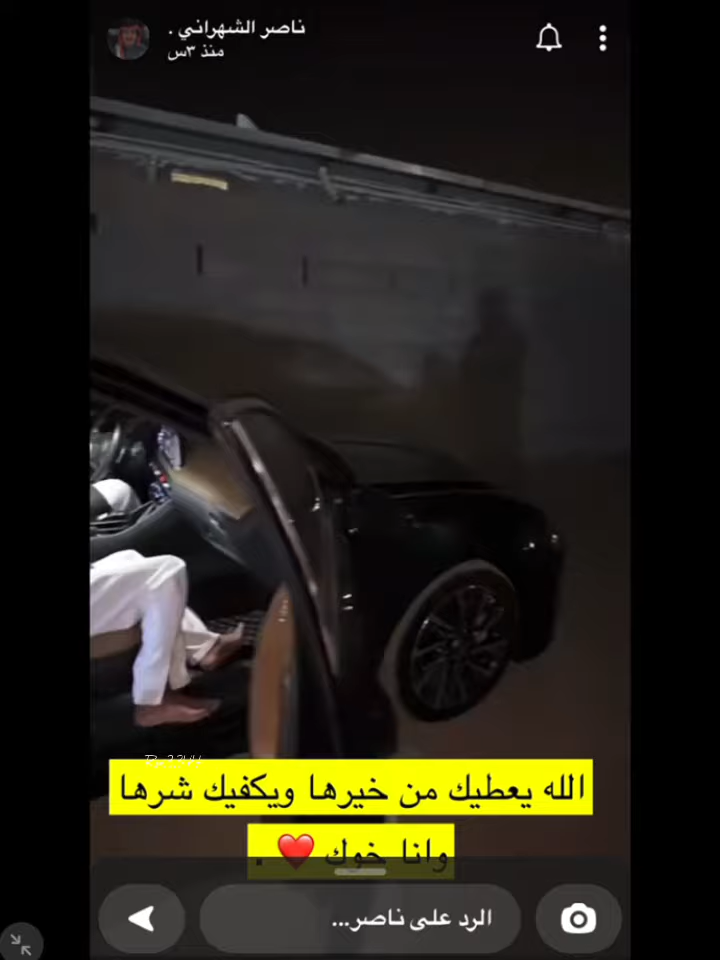 ناصر الشهراني .
منذ ٣س
الله يعطيك من خيرها ويكفيك شرها
وانا خوك ❤️ .
الرد على ناصر...